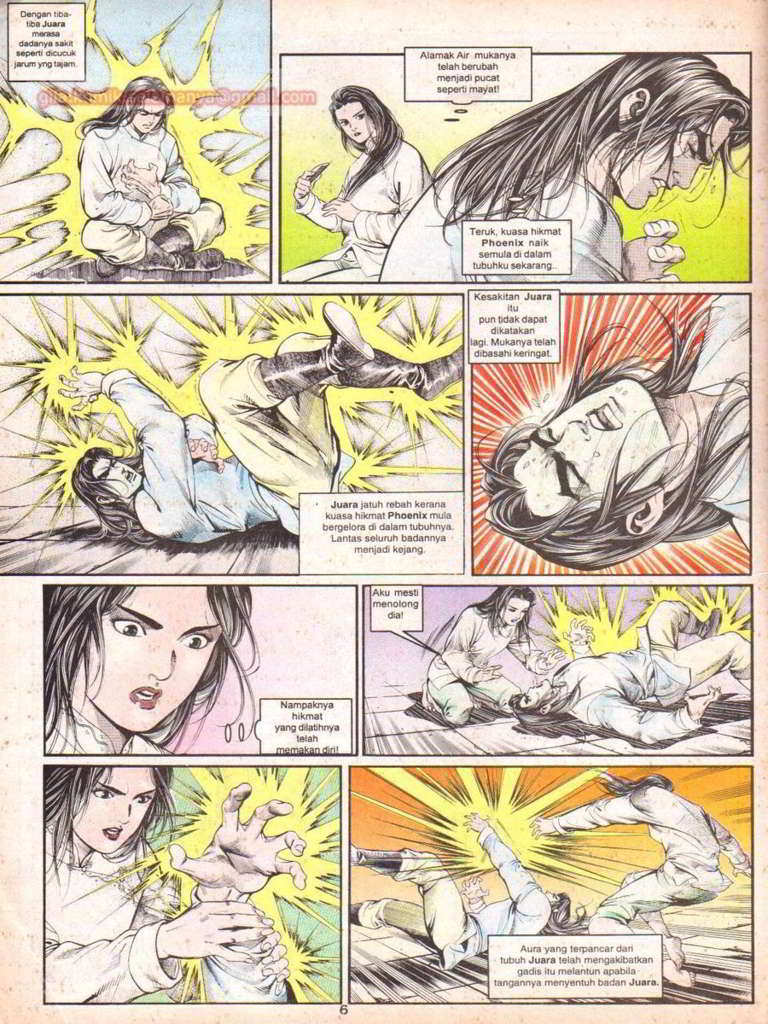 Dengan tiba-
tiba Juara
merasa
dadanya sakit
seperti dicucuk
jarum yng tajam.
Alamak Air mukanya
telah berubah
menjadi pucat
seperti mayat!
Teruk, kuasa hikmat
Phoenix naik
semula di dalam
tubuhku sekarang..
Juara jatuh rebah kerana
kuasa hikmat Phoenix mula
bergelora di dalam tubuhnya.
Lantas seluruh badannya
menjadi kejang.
Kesakitan Juara
itu
pun tidak dapat
dikatakan
lagi. Mukanya telah
dibasahi keringat.
Nampaknya
hikmat
yang dilatihnya
telah
memakan diri!
Aku mesti
menolong
dia!
Aura yang terpancar dari
tubuh Juara telah mengakibatkan
gadis itu melantun apabila
tangannya menyentuh badan Juara.
6